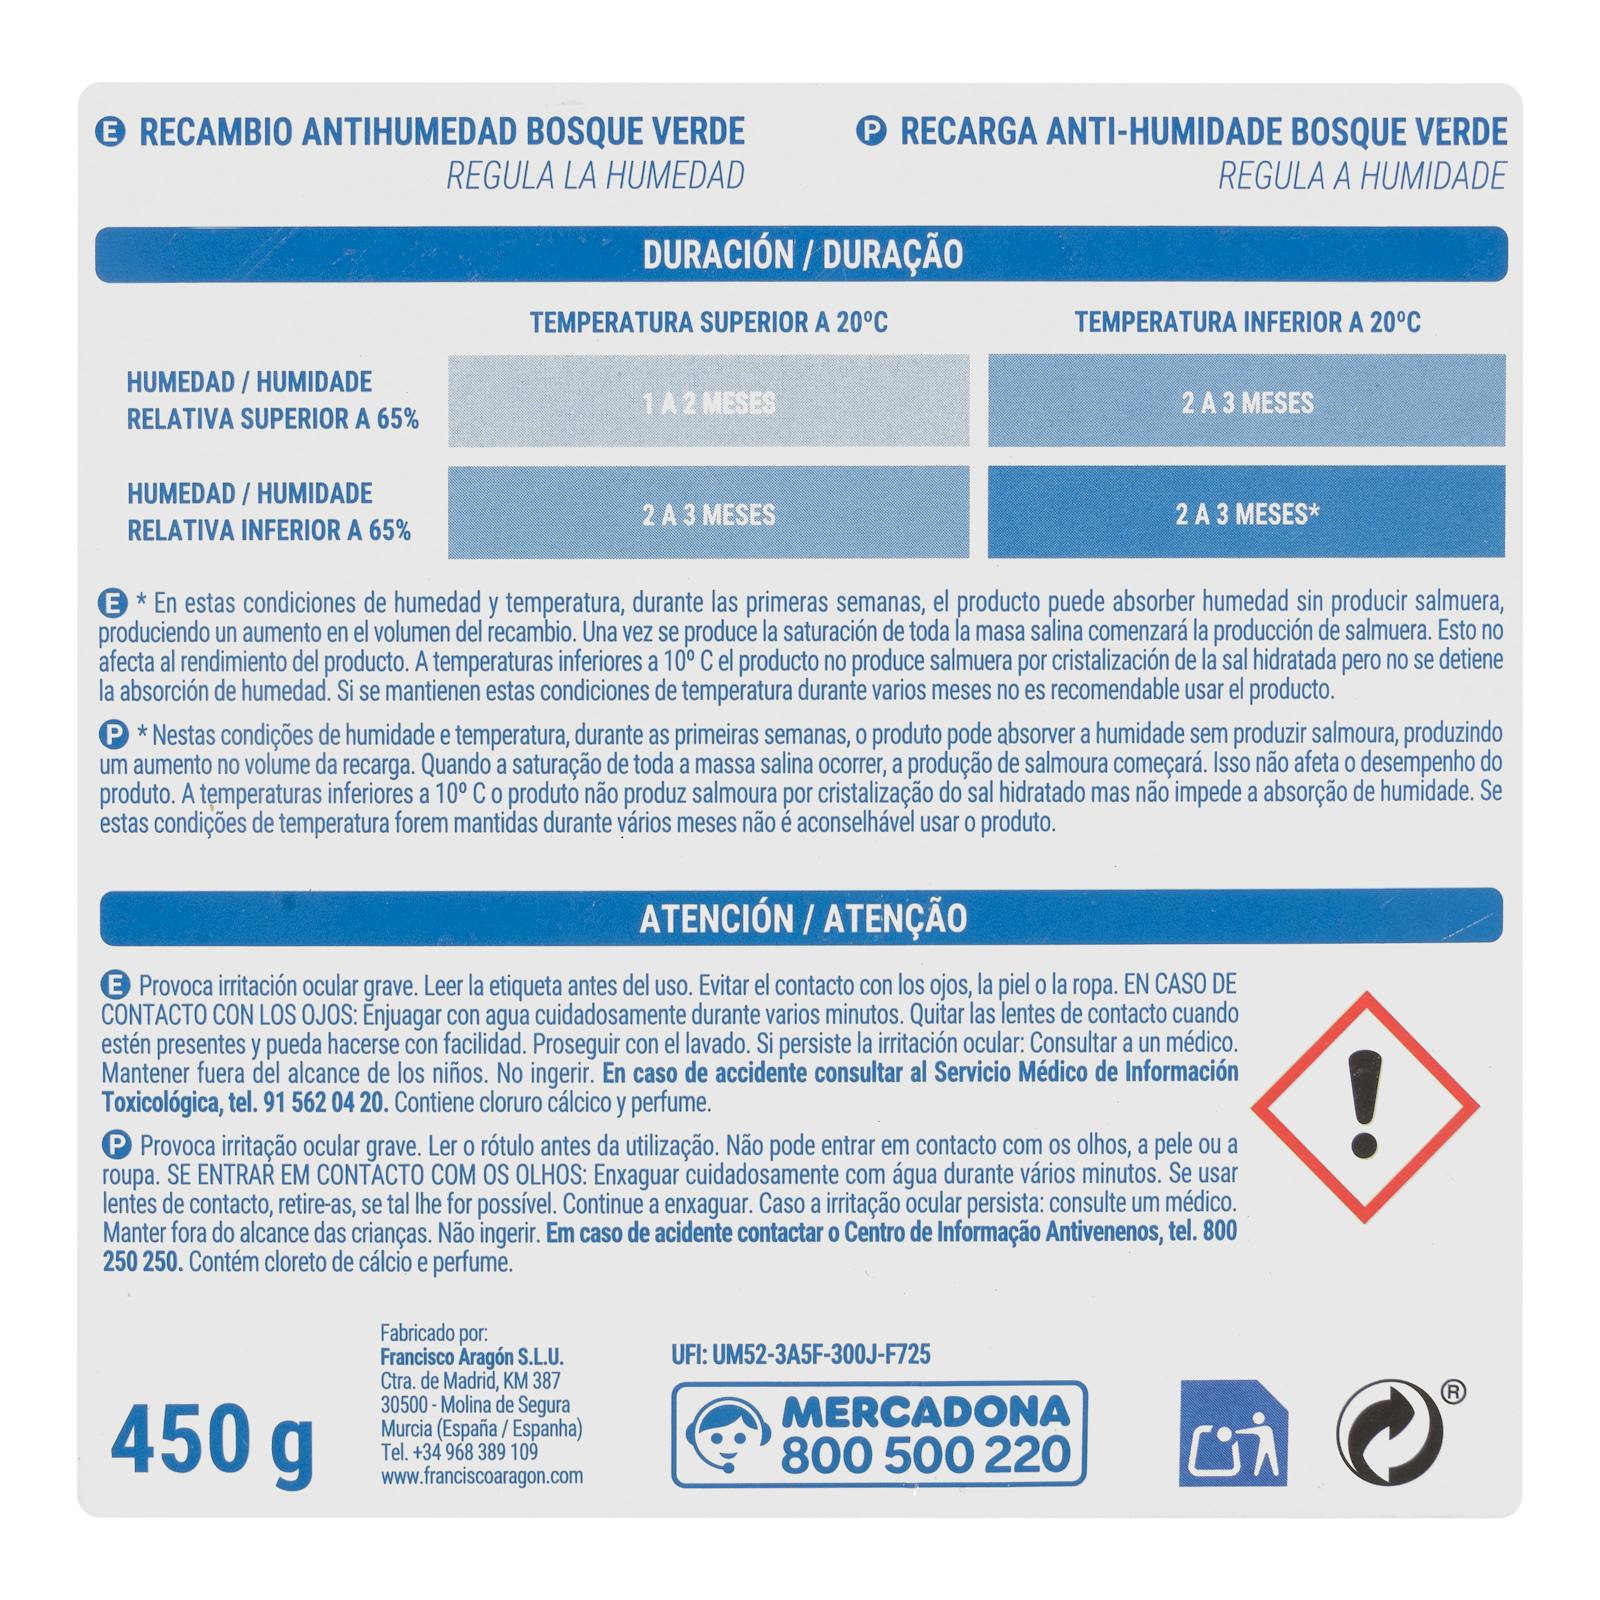 E RECAMBIO ANTIHUMEDAD BOSQUE VERDE
REGULA LA HUMEDAD
P RECARGA ANTI-HUMIDADE BOSQUE VERDE
REGULA A HUMIDADE
DURACIÓN / DURAÇÃO
TEMPERATURA SUPERIOR A 20ºC
TEMPERATURA INFERIOR A 20ºC
HUMEDAD / HUMIDADE
RELATIVA SUPERIOR A 65%
1 A 2 MESES
2 A 3 MESES
HUMEDAD / HUMIDADE
RELATIVA INFERIOR A 65%
2 A 3 MESES
2 A 3 MESES*
E * En estas condiciones de humedad y temperatura, durante las primeras semanas, el producto puede absorber humedad sin producir salmuera,
produciendo un aumento en el volumen del recambio. Una vez se produce la saturación de toda la masa salina comenzará la producción de salmuera. Esto no
afecta al rendimiento del producto. A temperaturas inferiores a 10º C el producto no produce salmuera por cristalización de la sal hidratada pero no se detiene
la absorción de humedad. Si se mantienen estas condiciones de temperatura durante varios meses no es recomendable usar el producto.
P * Nestas condições de humidade e temperatura, durante as primeiras semanas, o produto pode absorver a humidade sem produzir salmoura, produzindo
um aumento no volume da recarga. Quando a saturação de toda a massa salina ocorrer, a produção de salmoura começará. Isso não afeta o desempenho do
produto. A temperaturas inferiores a 10º C o produto não produz salmoura por cristalização do sal hidratado mas não impede a absorção de humidade. Se
estas condições de temperatura forem mantidas durante vários meses não é aconselhável usar o produto.
ATENCIÓN / ATENÇÃO
E Provoca irritación ocular grave. Leer la etiqueta antes del uso. Evitar el contacto con los ojos, la piel o la ropa. EN CASO DE
CONTACTO CON LOS OJOS: Enjuagar con agua cuidadosamente durante varios minutos. Quitar las lentes de contacto cuando
estén presentes y pueda hacerse con facilidad. Proseguir con el lavado. Si persiste la irritación ocular: Consultar a un médico.
Mantener fuera del alcance de los niños. No ingerir. En caso de accidente consultar al Servicio Médico de Información
Toxicológica, tel. 91 562 04 20. Contiene cloruro cálcico y perfume.
P Provoca irritação ocular grave. Ler o rótulo antes da utilização. Não pode entrar em contacto com os olhos, a pele ou a
roupa. SE ENTRAR EM CONTACTO COM OS OLHOS: Enxaguar cuidadosamente com água durante vários minutos. Se usar
lentes de contacto, retire-as, se tal lhe for possível. Continue a enxaguar. Caso a irritação ocular persista: consulte um médico.
Manter fora do alcance das crianças. Não ingerir. Em caso de acidente contactar o Centro de Informação Antivenenos, tel. 800
250 250. Contém cloreto de cálcio e perfume.
450 g
Fabricado por:
Francisco Aragón S.L.U.
Ctra. de Madrid, KM 387
30500 - Molina de Segura
Murcia (España / Espanha)
Tel. +34 968 389 109
www.franciscoaragon.com
UFI: UM52-3A5F-300J-F725
MERCADONA
800 500 220
®